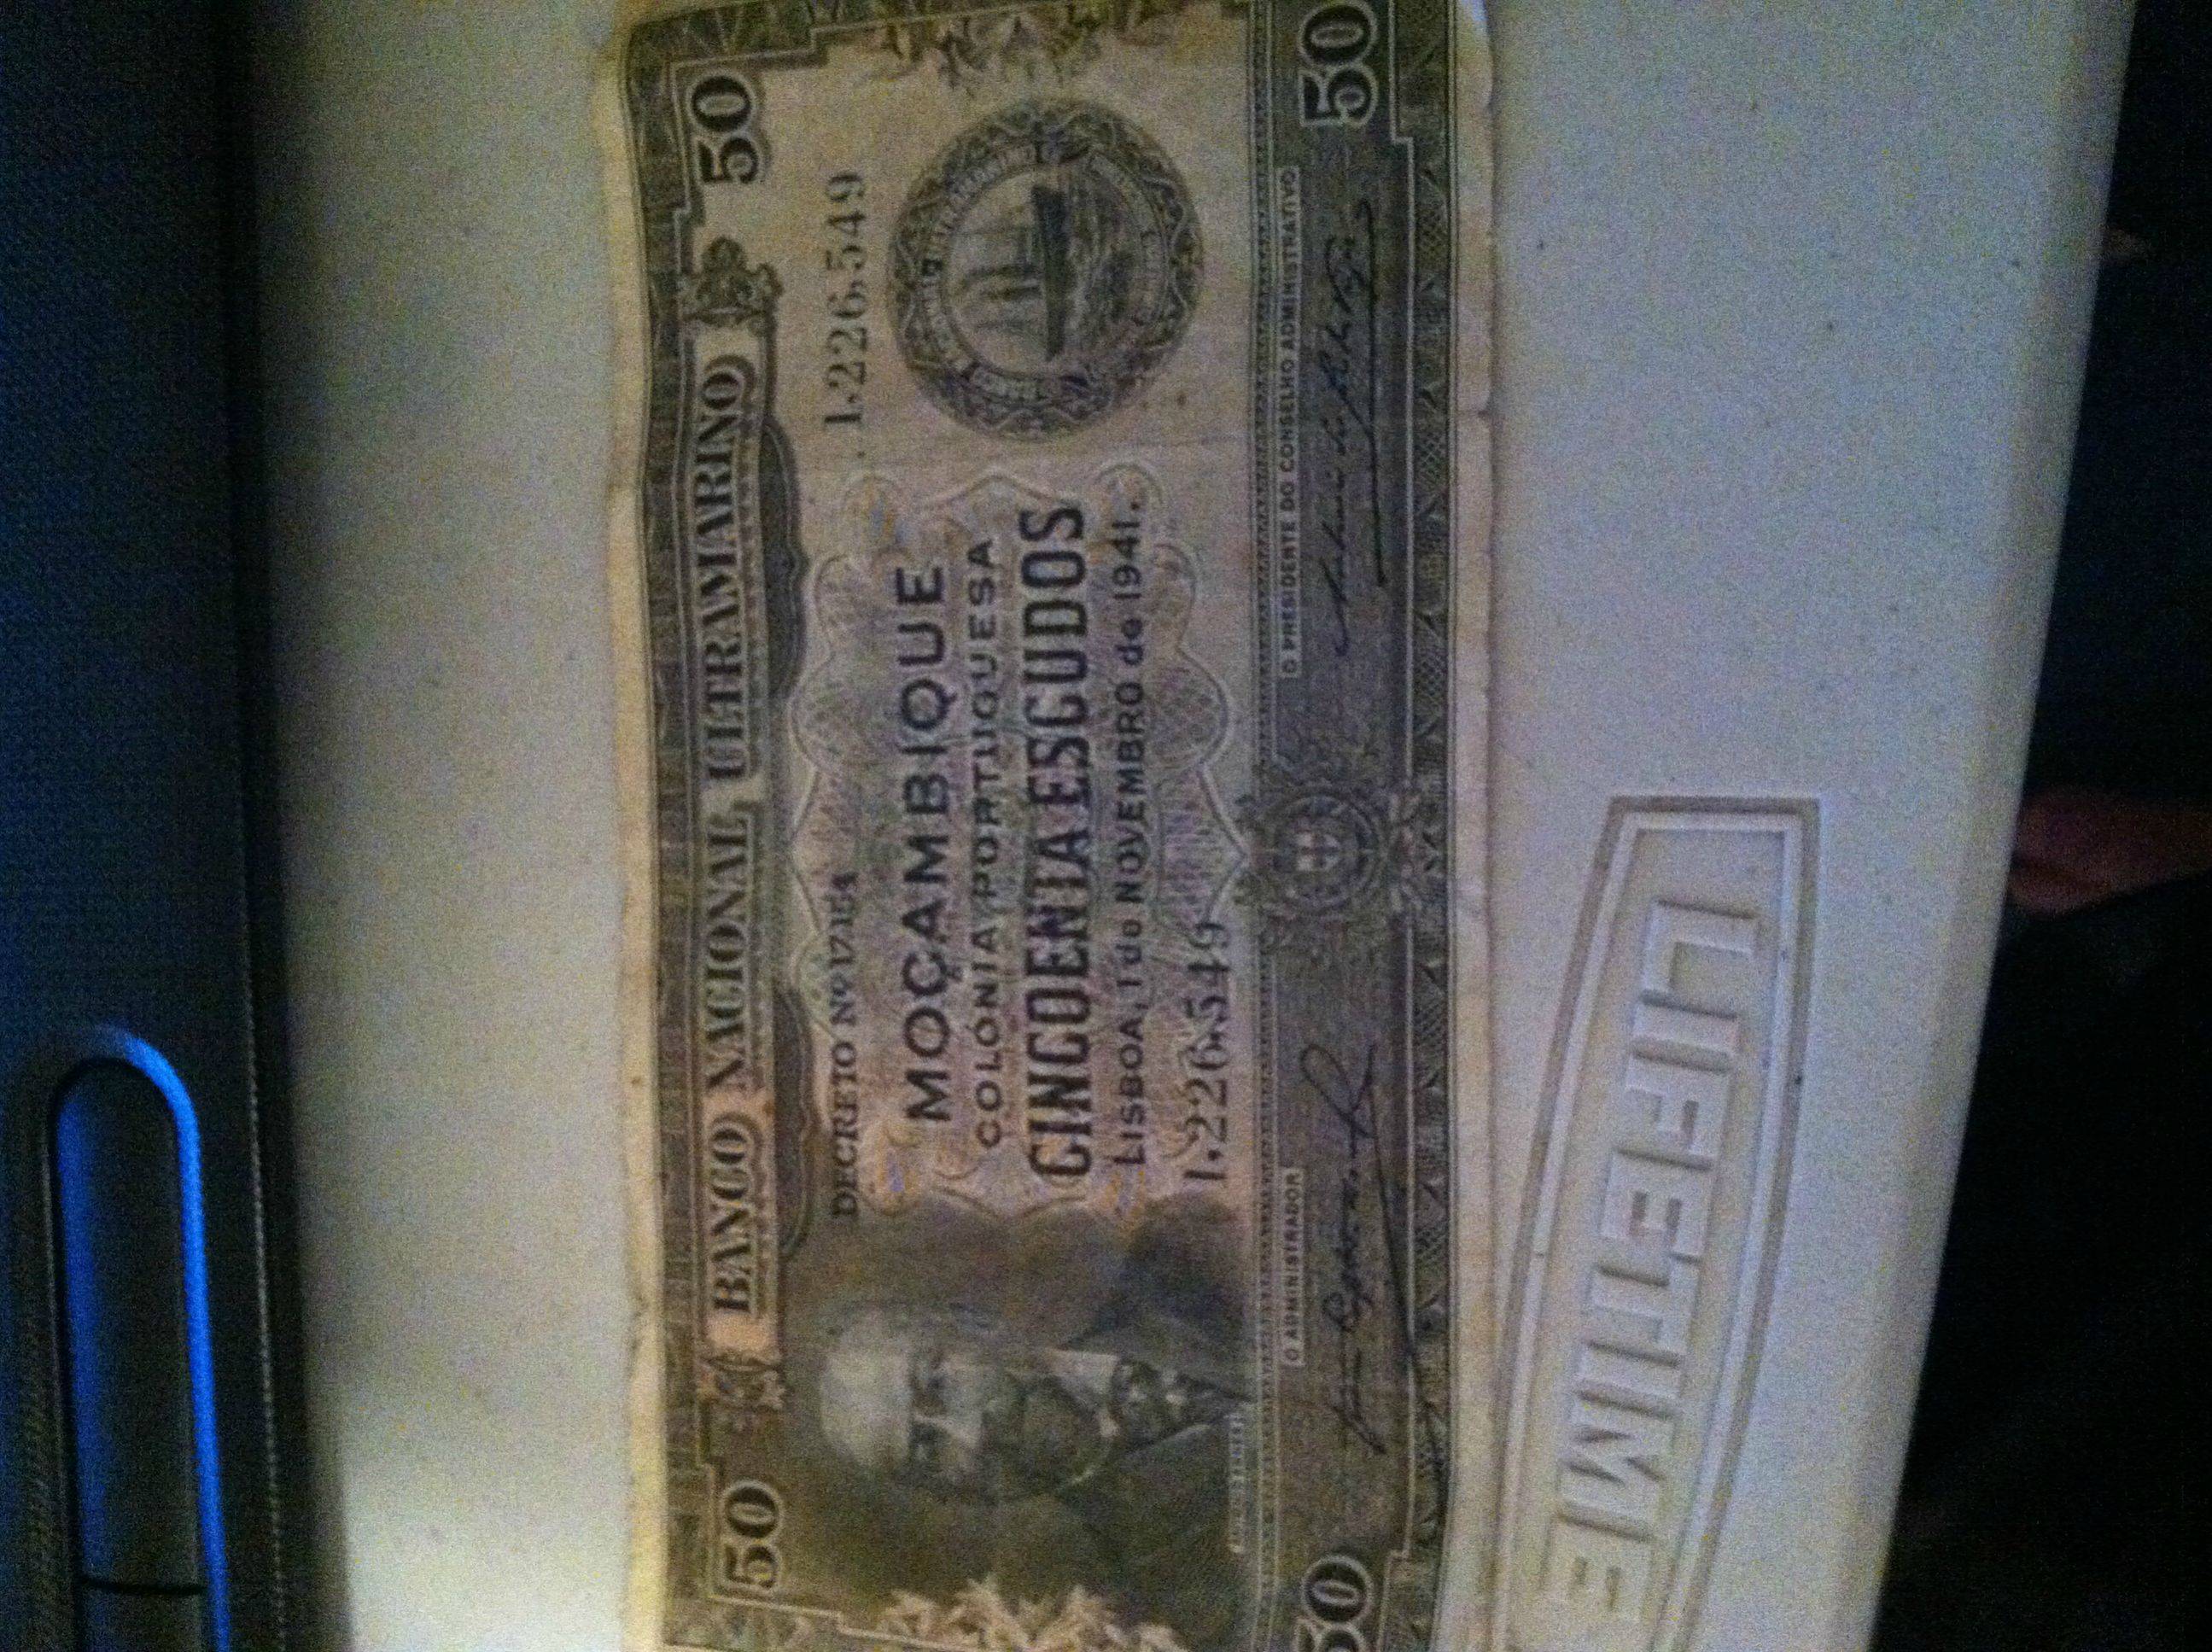 50 BANCO NACIONAL ULTRAMARINO 50
DECRETO Nº 17154
1.226.549
MOÇAMBIQUE
COLÓNIA PORTUGUESA
CINCOENTA ESCUDOS
LISBOA, 1 de NOVEMBRO de 1941.
1.226.549
O ADMINISTRADOR
O PRESIDENTE DO CONSELHO ADMINISTRATIVO
50
50
LIFETIME